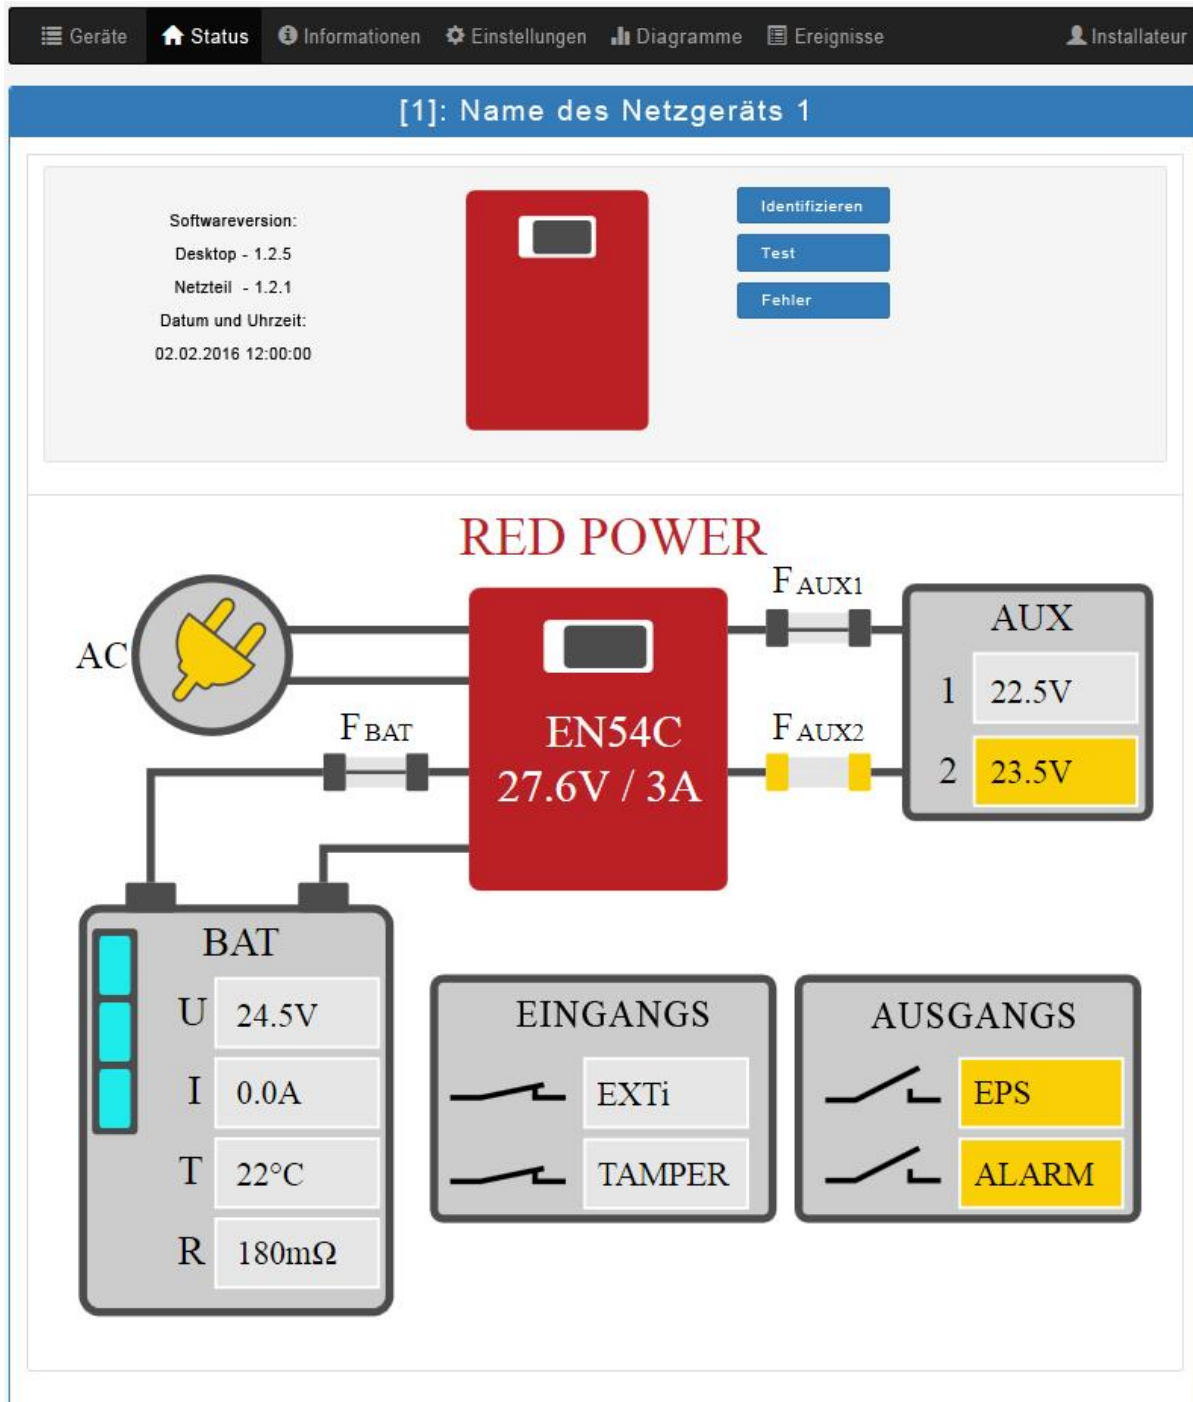 Geräte Status Informationen Einstellungen Diagramme Ereignisse Installateur
[1]: Name des Netzgeräts 1
Softwareversion:
Desktop - 1.2.5
Netzteil - 1.2.1
Datum und Uhrzeit:
02.02.2016 12:00:00
Identifizieren
Test
Fehler
RED POWER
AC
F BAT
EN54C
27.6V / 3A
F AUX1
F AUX2
AUX
1 22.5V
2 23.5V
BAT
U 24.5V
I 0.0A
T 22°C
R 180mΩ
EINGANGS
EXTi
TAMPER
AUSGANGS
EPS
ALARM